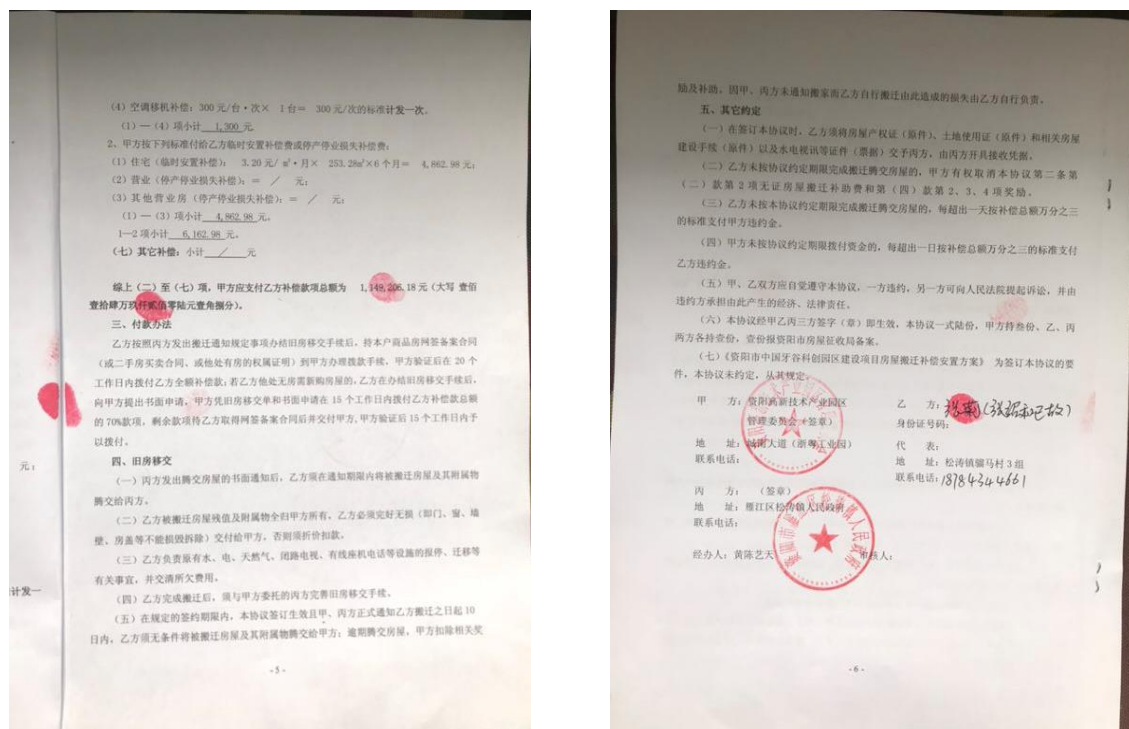 (4) 空调移机补偿: 300 元/台·次× 1 台= 300 元/次的标准计发一次。
(1) — (4) 项小计 1,300 元
2、甲方按下列标准付给乙方临时安置补偿费或停产停业损失补偿费:
(1) 住宅 (临时安置补偿): 3.20 元/㎡·月× 253.28㎡×6 个月= 4,862.98 元;
(2) 营业 (停产停业损失补偿): = / 元;
(3) 其他营业房 (停产停业损失补偿): = / 元;
(1) — (3) 项小计 4,862.98 元。
1—2 项小计 6,162.98 元。
(七) 其它补偿: 小计 / 元
综上 (二) 至 (七) 项, 甲方应支付乙方补偿款项总额为 1,149,206.18 元 (大写 壹佰
壹拾肆万玖仟贰佰零陆元壹角捌分)。
三、付款办法
乙方按照丙方发出搬迁通知规定事项办结旧房移交手续后, 持本户商品房网签备案合同
(或二手房买卖合同、或他处有房的权属证明) 到甲方办理拨款手续, 甲方验证后在 20 个
工作日内拨付乙方全额补偿款; 若乙方他处无房需新购房屋的, 乙方在办结旧房移交手续后,
向甲方提出书面申请, 甲方凭旧房移交单和书面申请在 15 个工作日内拨付乙方补偿款总额
的 70%款项, 剩余款项待乙方取得网签备案合同后并交付甲方, 甲方验证后 15 个工作日内予
以拨付。
四、旧房移交
(一) 丙方发出腾交房屋的书面通知后, 乙方须在通知期限内将被搬迁房屋及其附属物
腾交给丙方。
(二) 乙方被搬迁房屋残值及附属物全归甲方所有, 乙方必须完好无损 (即门、窗、墙
壁、房盖等不能损毁拆除) 交付给甲方, 否则须折价扣款。
(三) 乙方负责原有水、电、天然气、闭路电视、有线座机电话等设施的报停、迁移等
有关事宜, 并交清所欠费用。
(四) 乙方完成搬迁后, 须与甲方委托的丙方完善旧房移交手续。
(五) 在规定的签约期限内, 本协议签订生效且甲、丙方正式通知乙方搬迁之日起 10
日内, 乙方须无条件将被搬迁房屋及其附属物腾交给甲方; 逾期腾交房屋, 甲方扣除相关奖
- 5 -
元;
计发一
励及补助。因甲、丙方未通知搬家而乙方自行搬迁由此造成的损失由乙方自行负责。
五、其它约定
(一) 在签订本协议时, 乙方须将房屋产权证 (原件)、土地使用证 (原件) 和相关房屋
建设手续 (原件) 以及水电视讯等证件 (票据) 交予丙方, 由丙方开具接收凭据。
(二) 乙方未按协议约定期限完成搬迁腾交房屋的, 甲方有权取消本协议第二条第
(二) 款第 2 项无证房屋搬迁补助费和第 (四) 款第 2、3、4 项奖励。
(三) 乙方未按本协议约定期限完成搬迁腾交房屋的, 每超出一天按补偿总额万分之三
的标准支付甲方违约金。
(四) 甲方未按协议约定期限拨付资金的, 每超出一日按补偿总额万分之三的标准支付
乙方违约金。
(五) 甲、乙双方应自觉遵守本协议, 一方违约, 另一方可向人民法院提起诉讼, 并由
违约方承担由此产生的经济、法律责任。
(六) 本协议经甲乙丙三方签字 (章) 即生效, 本协议一式陆份, 甲方持叁份、乙、丙
两方各持壹份, 壹份报资阳市房屋征收局备案。
(七) 《资阳市中国牙谷科创园区建设项目房屋搬迁补偿安置方案》 为签订本协议的要
件, 本协议未约定, 从其规定。
甲 方: 资阳高新技术产业园区
管理委员会 (签章)
地 址: 城南大道 (浙粤工业园)
联系电话:
乙 方:
身份证号码:
代 表:
地 址: 松涛镇骝马村 3 组
联系电话: 18784344661
丙 方: (签章)
地 址: 雁江区松涛镇人民政府
联系电话:
经办人: 黄陈艺天 审核人:
资阳市雁江区松涛镇人民政府
- 6 -